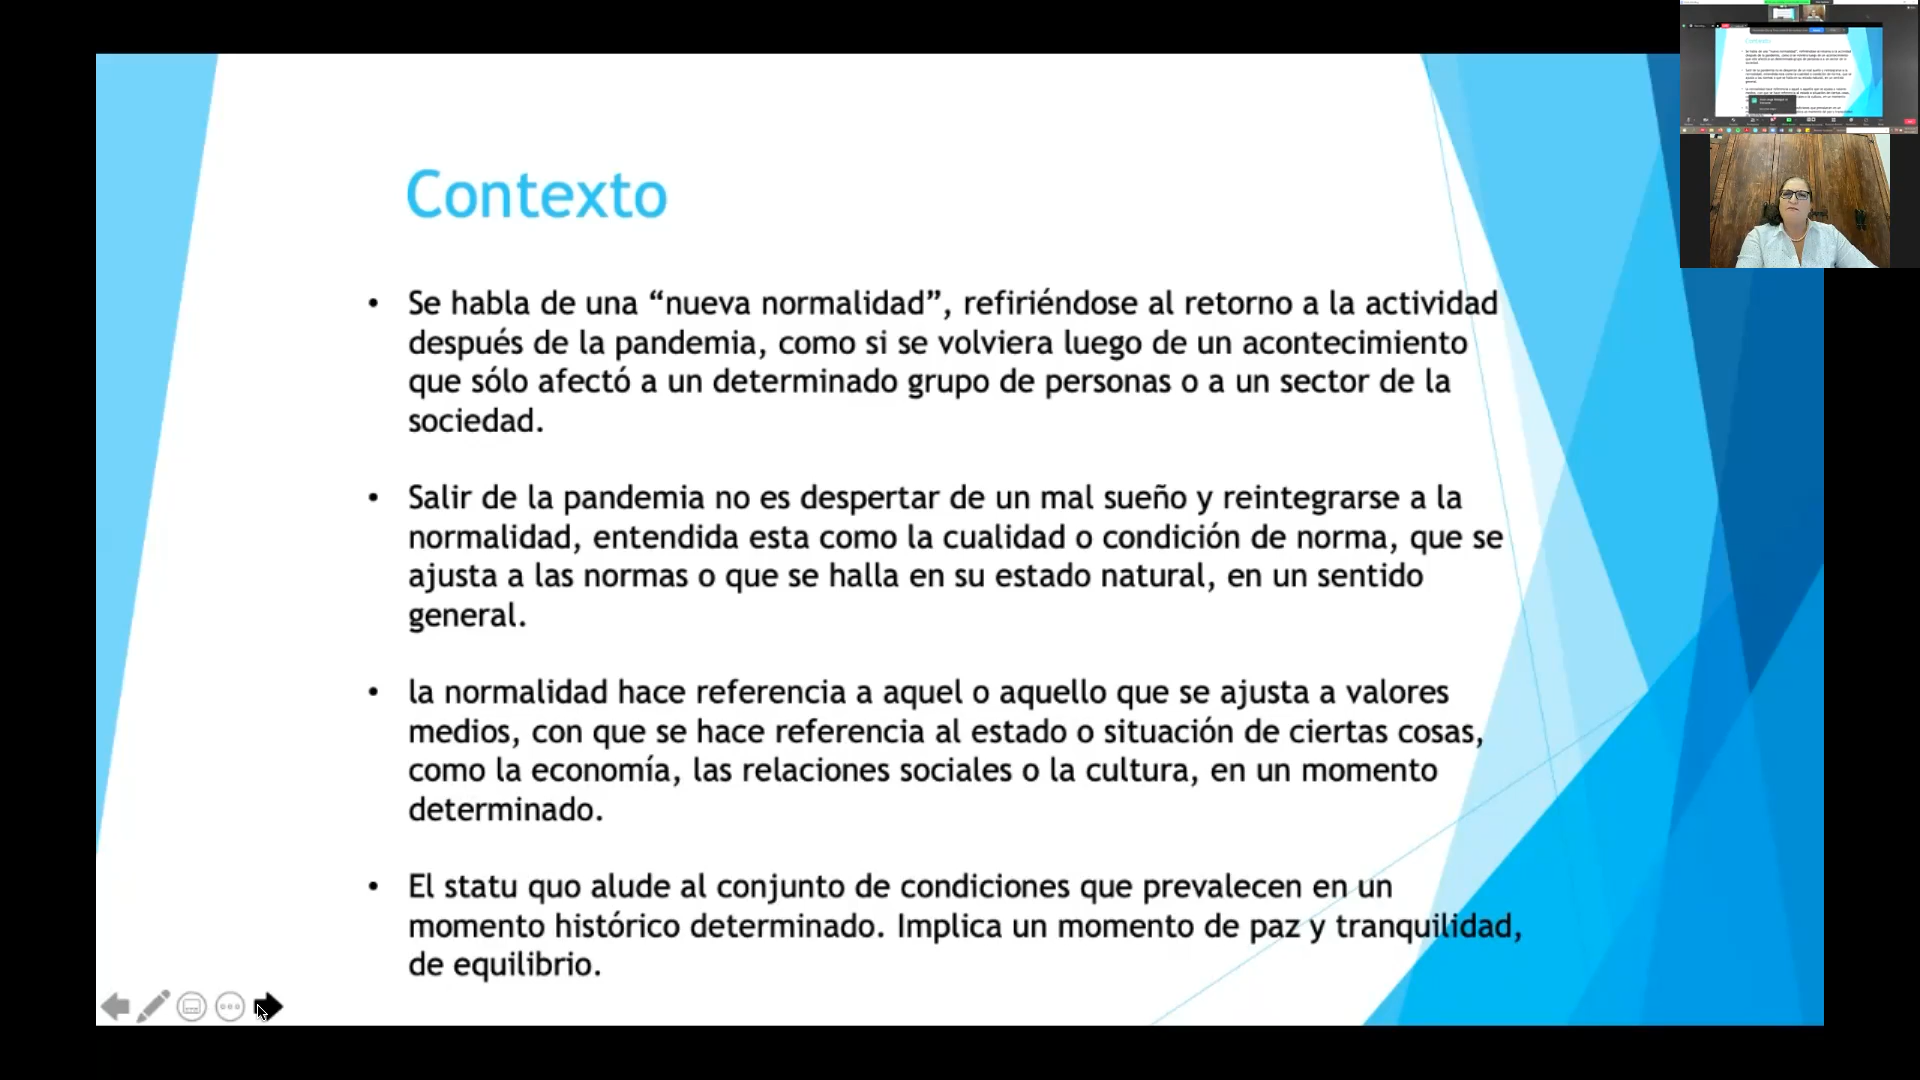 Contexto
• Se habla de una “nueva normalidad”, refiriéndose al retorno a la actividad
después de la pandemia, como si se volviera luego de un acontecimiento
que sólo afectó a un determinado grupo de personas o a un sector de la
sociedad.
• Salir de la pandemia no es despertar de un mal sueño y reintegrarse a la
normalidad, entendida esta como la cualidad o condición de norma, que se
ajusta a las normas o que se halla en su estado natural, en un sentido
general.
• la normalidad hace referencia a aquel o aquello que se ajusta a valores
medios, con que se hace referencia al estado o situación de ciertas cosas,
como la economía, las relaciones sociales o la cultura, en un momento
determinado.
• El statu quo alude al conjunto de condiciones que prevalecen en un
momento histórico determinado. Implica un momento de paz y tranquilidad,
de equilibrio.